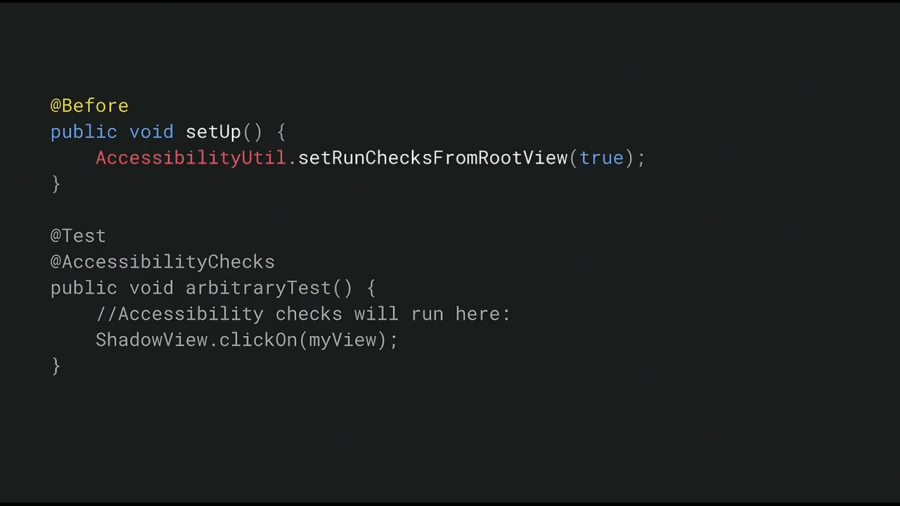 @Before
public void setUp() {
    AccessibilityUtil.setRunChecksFromRootView(true);
}
@Test
@AccessibilityChecks
public void arbitraryTest() {
    //Accessibility checks will run here:
    ShadowView.clickOn(myView);
}